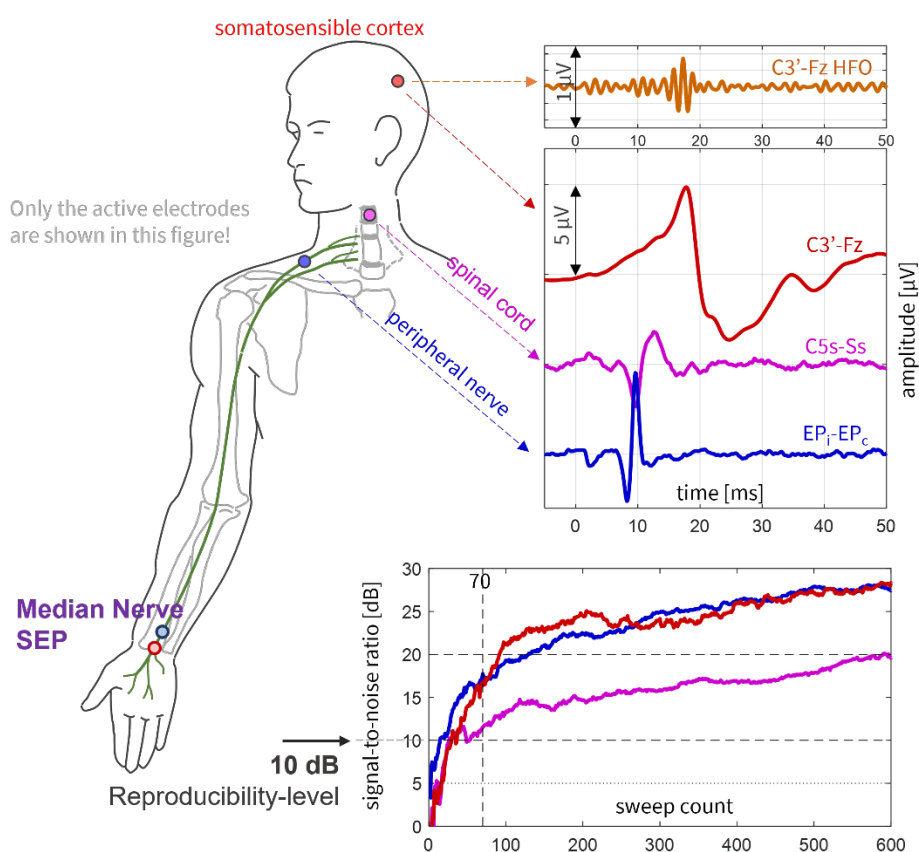 somatosensible cortex
C3'-Fz HFO
1 µV
-0 10 20 30 40 50
Only the active electrodes
are shown in this figure!
5 µV
C3'-Fz
spinal cord
C5s-Ss
amplitude [µV]
peripheral nerve
EPi-EPc
time [ms]
0 10 20 30 40 50
Median Nerve
SEP
10 dB
Reproducibility-level
signal-to-noise ratio [dB]
30
25
20
15
10
5
0
70
sweep count
0 100 200 300 400 500 600